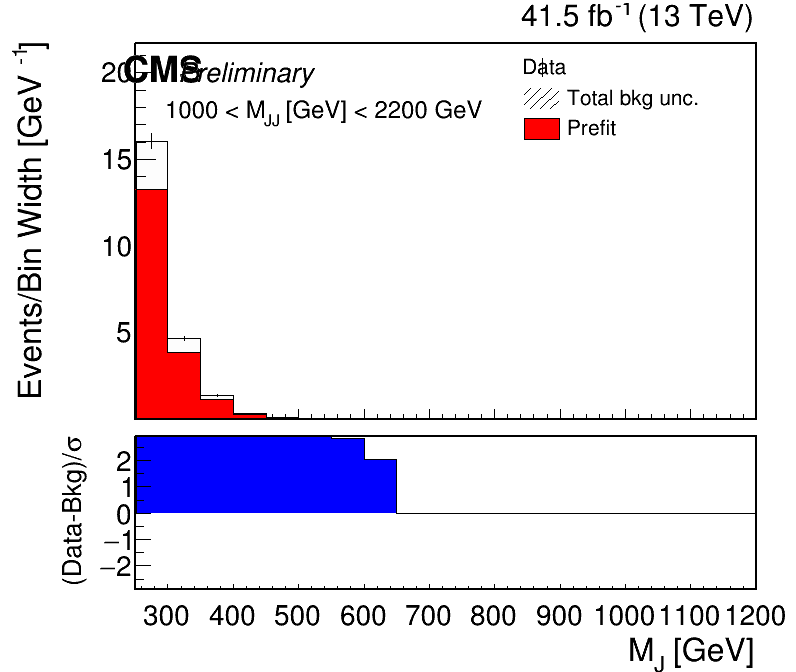 41.5 fb-1 (13 TeV)
CMS Preliminary
1000 < MJJ [GeV] < 2200 GeV
Data
Total bkg unc.
Prefit
Events/Bin Width [GeV-1]
20
15
10
5
(Data-Bkg)/σ
2
1
0
−1
−2
300 400 500 600 700 800 900 1000 1100 1200
MJ [GeV]